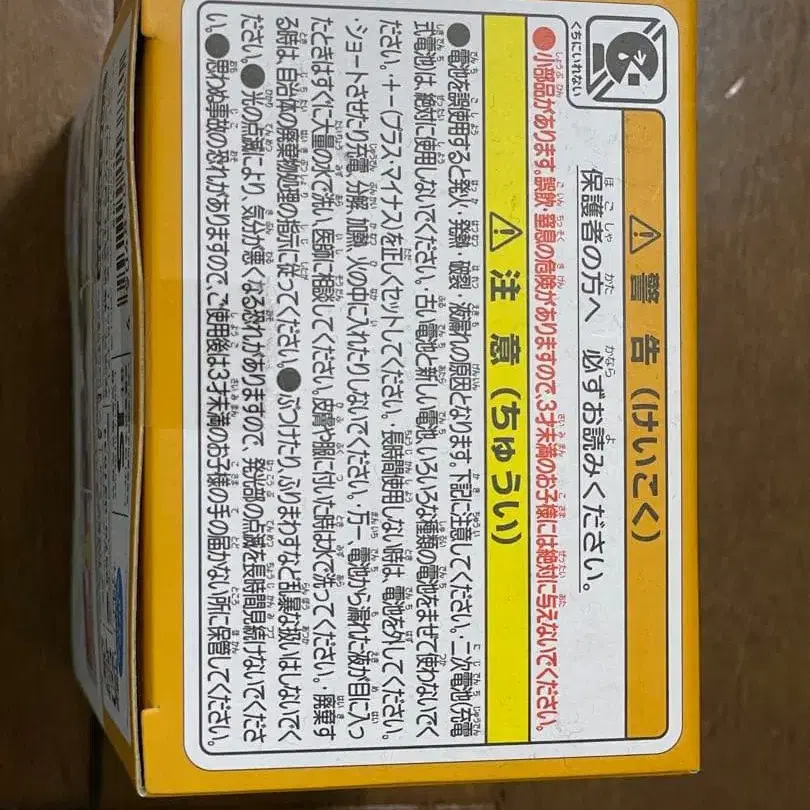 くちにいれない
⚠ 警告(けいこく)
保護者の方へ 必ずお読みください。
●小部品があります。誤飲・窒息の危険がありますので、3才未満のお子様には絶対に与えないでください。
⚠ 注意(ちゅうい)
●電池を誤使用すると発火・発熱・破裂・液漏れの原因となります。下記に注意してください。・二次電池(充電
式電池)は、絶対に使用しないでください。・古い電池と新しい電池、いろいろな種類の電池をまぜて使わないで
ください。・+-(プラス・マイナス)を正しくセットしてください。・長時間使用しない時は、電池を外してください。
・ショートさせたり充電、分解、加熱、火の中に入れたりしないでください。・万一、電池から漏れた液が目に入っ
たときはすぐに大量の水で洗い、医師に相談してください。皮膚や服に付いた時は水で洗ってください。・廃棄す
る時は、自治体の廃棄物処理の指示に従ってください。●ぶつけたり、ふりまわすなど乱暴な扱いはしないでく
ださい。●光の点滅により、気分が悪くなる恐れがありますので、発光部の点滅を長時間見続けないでくださ
い。●思わぬ事故の恐れがありますので、ご使用後は3才未満のお子様の手の届かない所に保管してください。